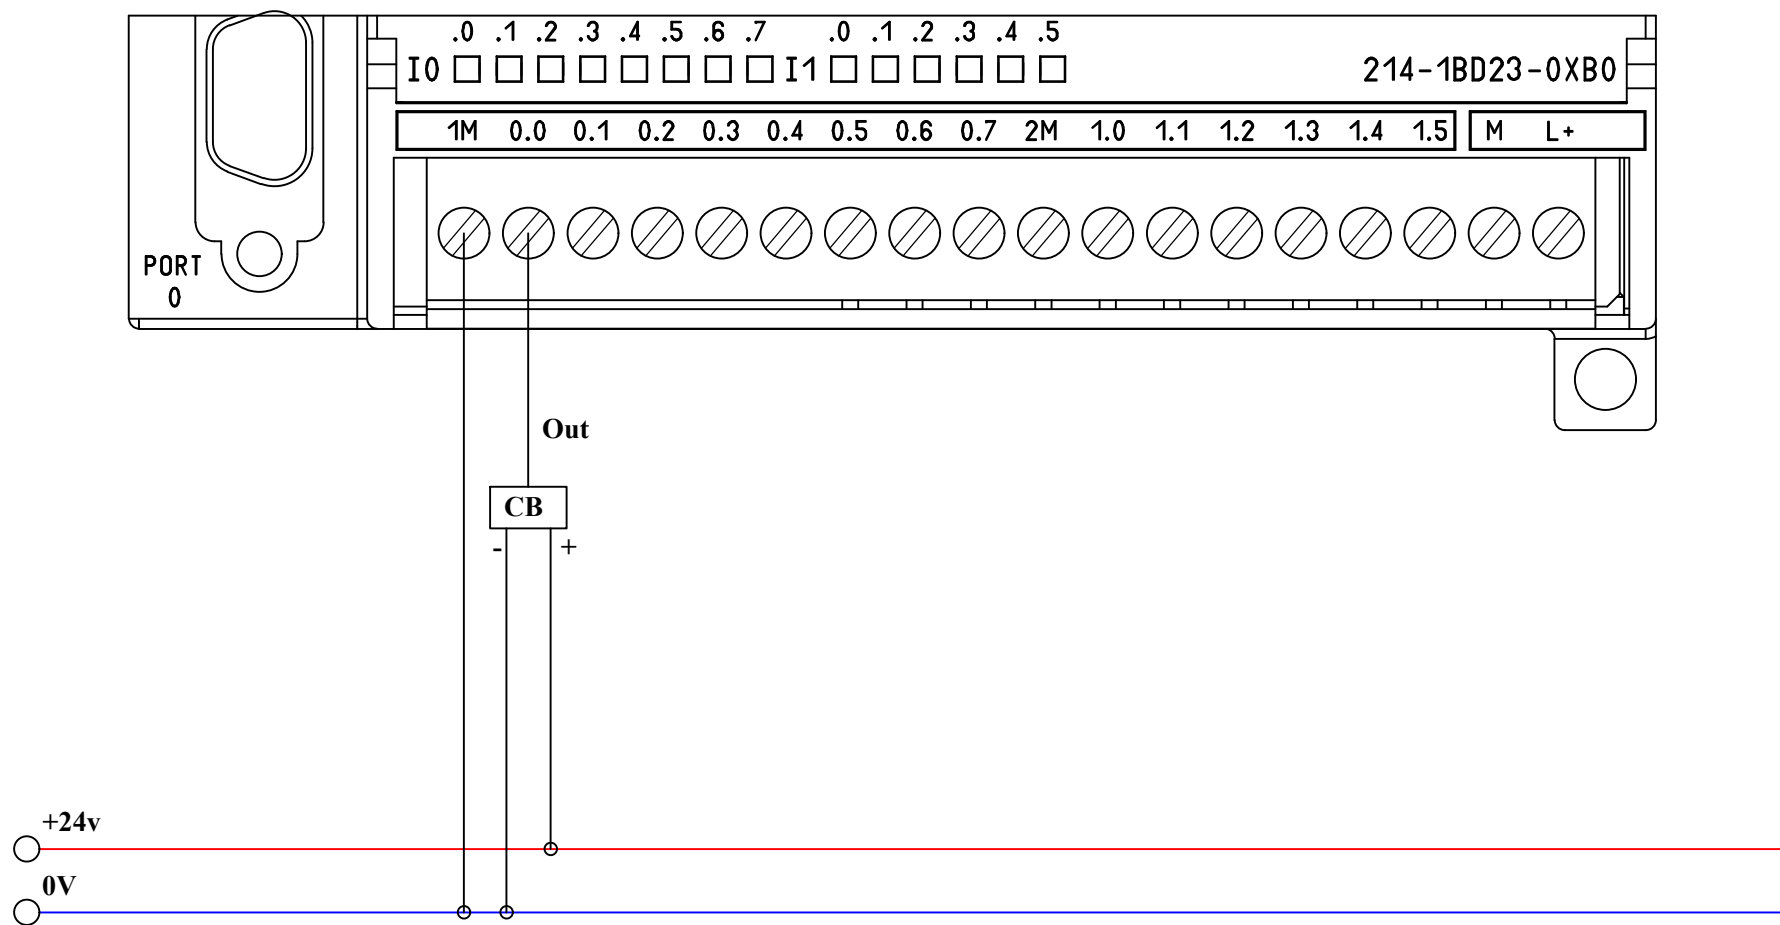 .0 .1 .2 .3 .4 .5 .6 .7 .0 .1 .2 .3 .4 .5
I0 I1 214-1BD23-0XB0
1M 0.0 0.1 0.2 0.3 0.4 0.5 0.6 0.7 2M 1.0 1.1 1.2 1.3 1.4 1.5 M L+
PORT
0
Out
CB
- +
+24v
0V